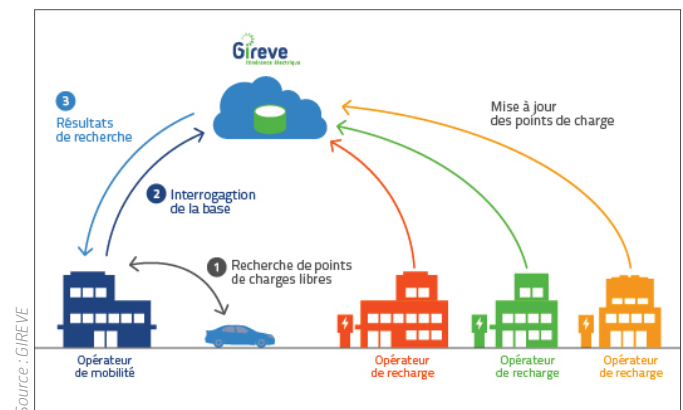 Gireve
Itinérance électrique
3
Résultats
de recherche
Mise à jour
des points de charge
2
Interrogagtion
de la base
1
Recherche de points
de charges libres
Opérateur
de mobilité
Opérateur
de recharge
Opérateur
de recharge
Opérateur
de recharge
Source : GIREVE